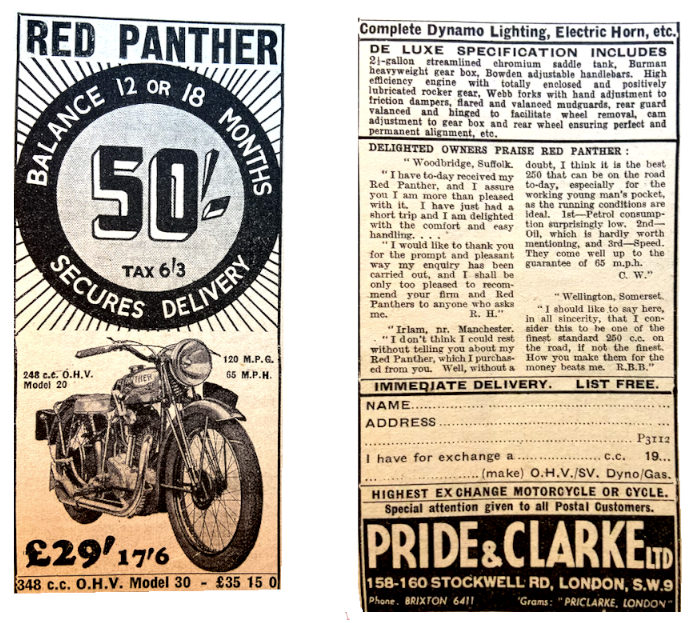 RED PANTHER
BALANCE 12 OR 18 MONTHS
50/-
TAX 6/3
SECURES DELIVERY
120 M.P.G.
65 M.P.H.
248 c.c. O.H.V.
Model 20
PANTHER
£29' 17'6
348 c.c. O.H.V. Model 30 - £35 15 0
Complete Dynamo Lighting, Electric Horn, etc.
DE LUXE SPECIFICATION INCLUDES
2½-gallon streamlined chromium saddle tank, Burman
heavyweight gear box, Bowden adjustable handlebars. High
efficiency engine with totally enclosed and positively
lubricated rocker gear, Webb forks with hand adjustment to
friction dampers, flared and valanced mudguards, rear guard
valanced and hinged to facilitate wheel removal, cam
adjustment to gear box and rear wheel ensuring perfect and
permanent alignment, etc.
DELIGHTED OWNERS PRAISE RED PANTHER :
"Woodbridge, Suffolk.
"I have to-day received my
Red Panther, and I assure
you I am more than pleased
with it. I have just had a
short trip and I am delighted
with the comfort and easy
handling. . . .
"I would like to thank you
for the prompt and pleasant
way my enquiry has been
carried out, and I shall be
only too pleased to recom-
mend your firm and Red
Panthers to anyone who asks
me. R. H."
"Irlam, nr. Manchester.
"I don't think I could rest
without telling you about my
Red Panther, which I purchas-
ed from you. Well, without a
doubt, I think it is the best
250 that can be on the road
to-day, especially for the
working young man's pocket,
as the running conditions are
ideal. 1st—Petrol consump-
tion surprisingly low. 2nd—
Oil, which is hardly worth
mentioning, and 3rd—Speed.
They come well up to the
guarantee of 65 m.p.h.
C. W."
"Wellington, Somerset.
"I should like to say here,
in all sincerity, that I con-
sider this to be one of the
finest standard 250 c.c. on
the road, if not the finest.
How you make them for the
money beats me. R.B.B."
IMMEDIATE DELIVERY. LIST FREE.
NAME
ADDRESS
P3112
I have for exchange a c.c. 19...
(make) O.H.V./SV. Dyno/Gas.
HIGHEST EXCHANGE MOTORCYCLE OR CYCLE.
Special attention given to all Postal Customers.
PRIDE & CLARKE LTD
158-160 STOCKWELL RD, LONDON, S.W.9
Phone. BRIXTON 6411 'Grams: "PRICLARKE, LONDON"